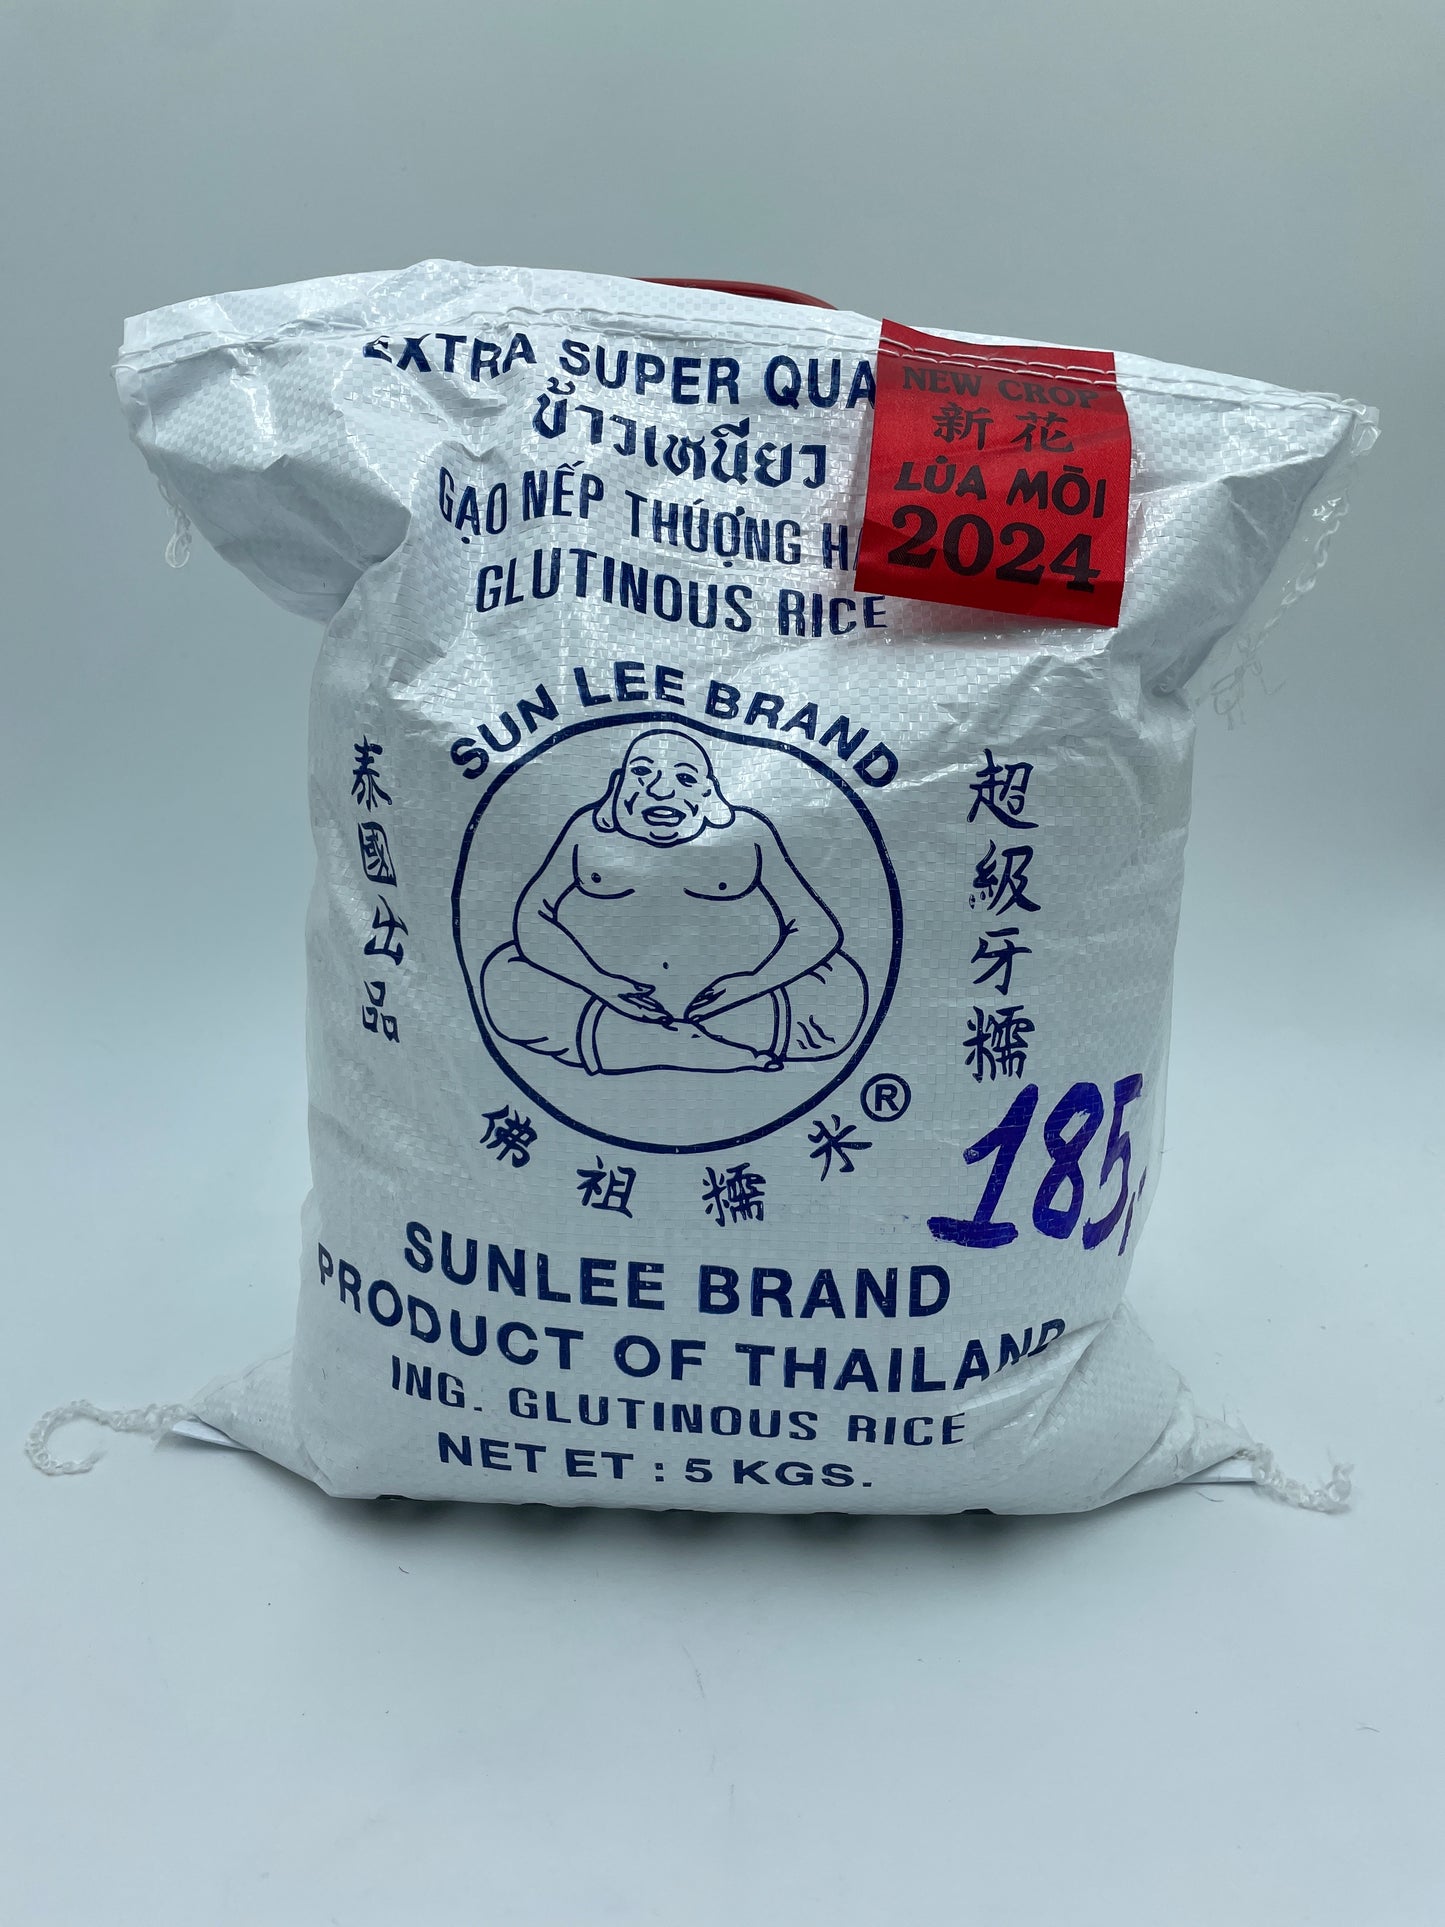 EXTRA SUPER QUA
ข้าวเหนียว
GẠO NẾP THÚỢNG H
GLUTINOUS RICE
NEW CROP
新花
LÚA MỚI
2024
SUN LEE BRAND
泰國出品
超級牙糯
®
佛祖糯米
185,-
SUNLEE BRAND
PRODUCT OF THAILAND
ING. GLUTINOUS RICE
NET ET : 5 KGS.